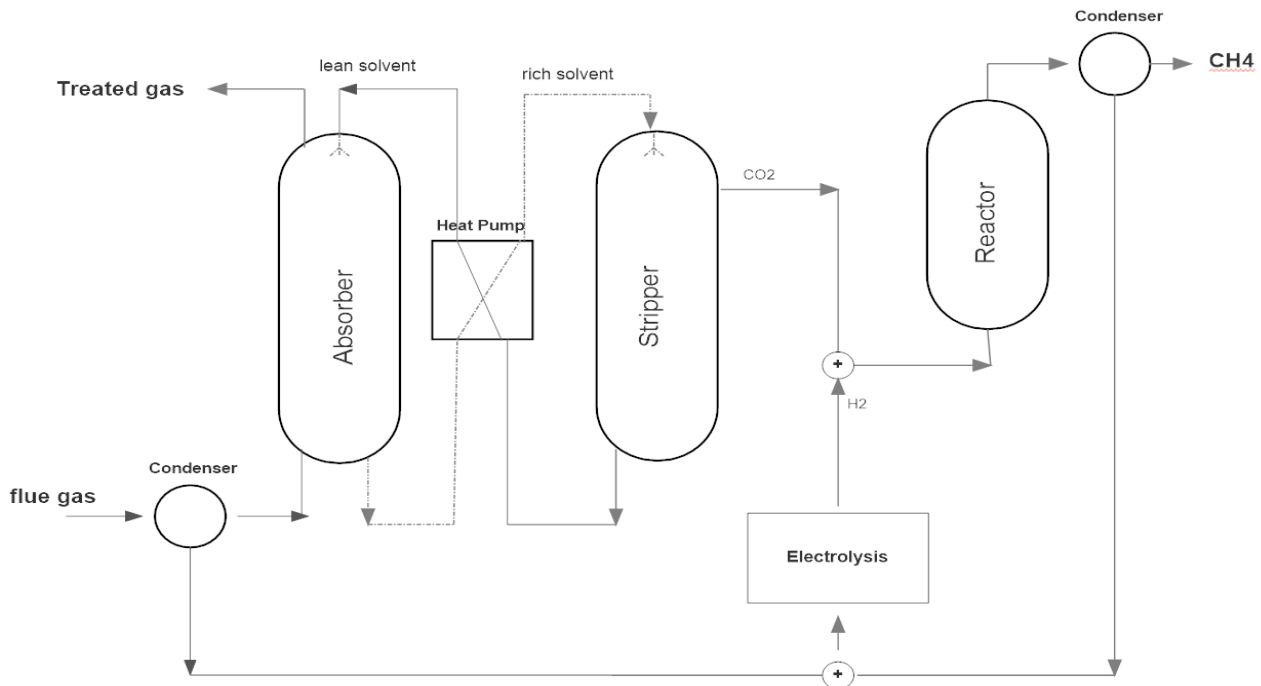 Condenser
CH4
lean solvent
rich solvent
Treated gas
CO2
Heat Pump
Reactor
Absorber
Stripper
+
H2
Condenser
flue gas
Electrolysis
+